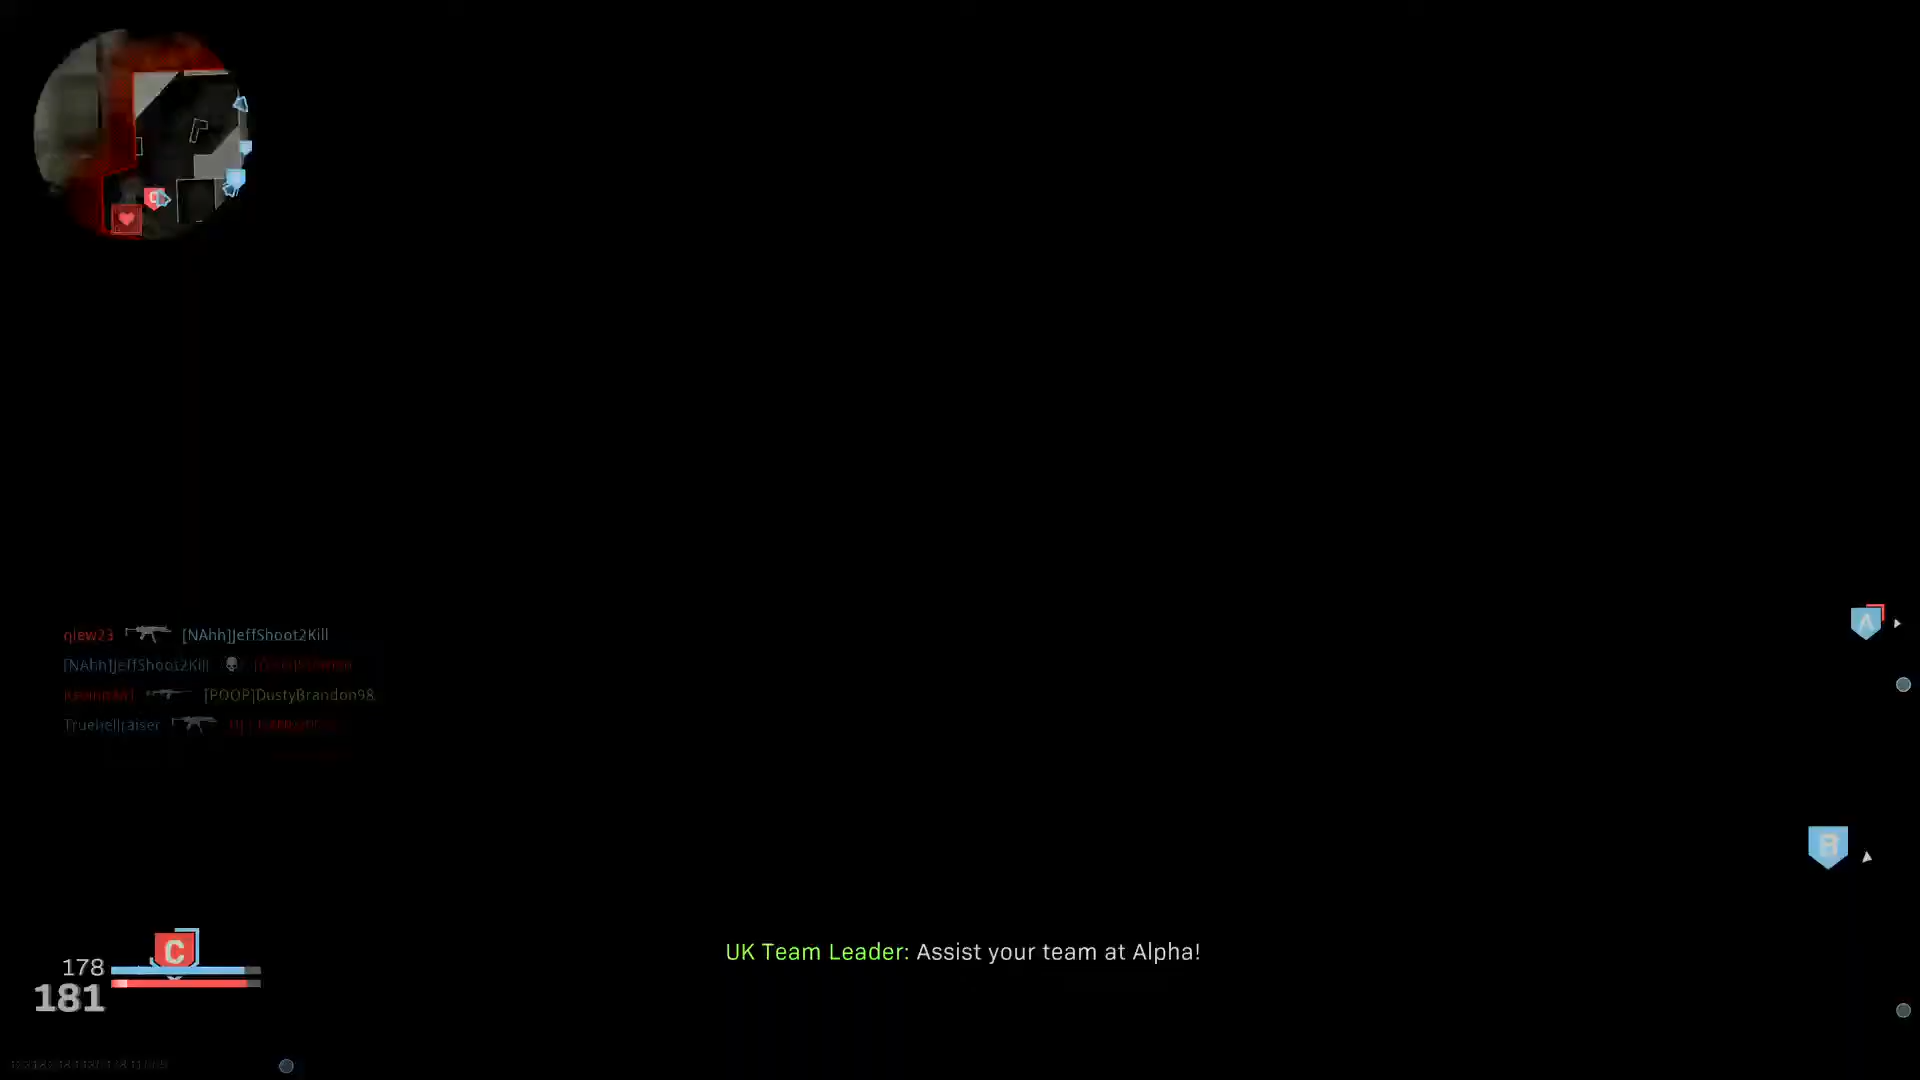 C
qlew23 [NAhh]JeffShoot2Kill
[NAhh]JeffShoot2Kill
[POOP]DustyBrandon98
Truehellraiser
A
B
C
178
181
UK Team Leader: Assist your team at Alpha!